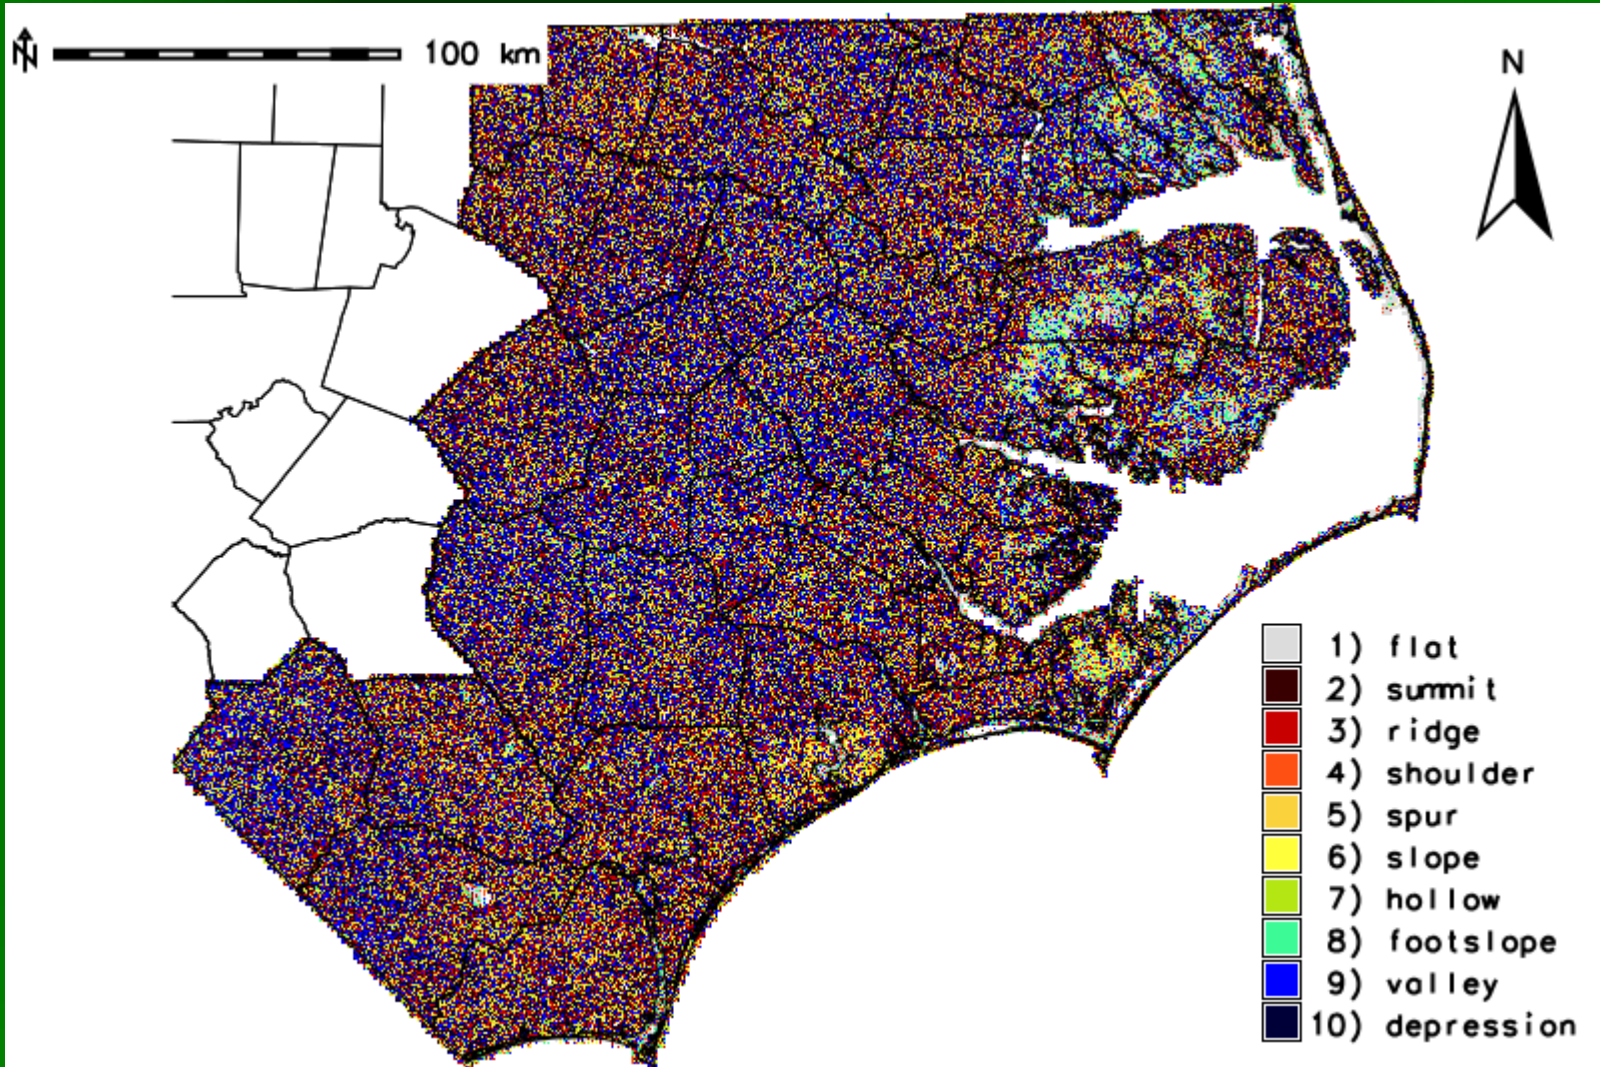 N
100 km
N
1) flat
2) summit
3) ridge
4) shoulder
5) spur
6) slope
7) hollow
8) footslope
9) valley
10) depression